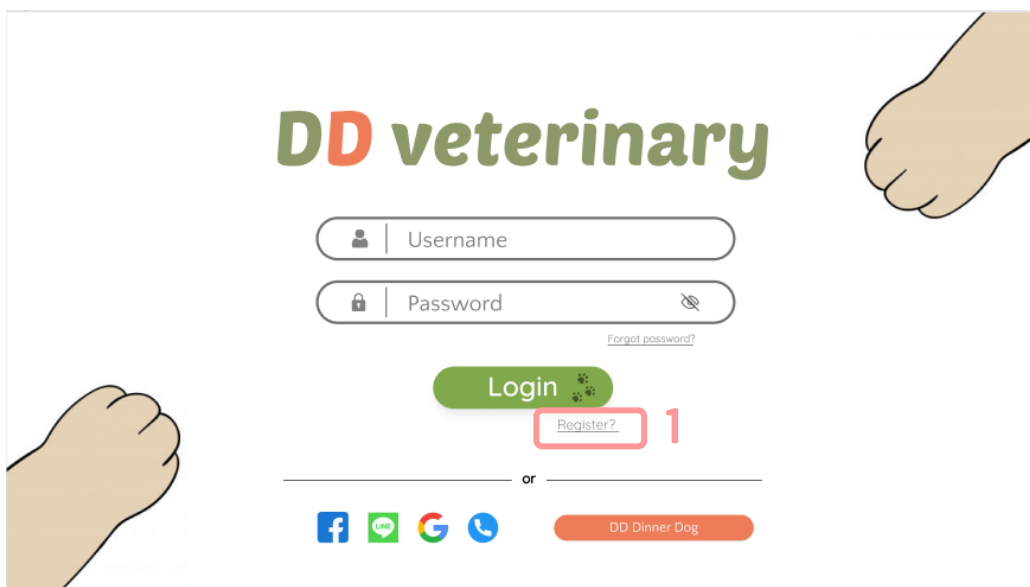 DD veterinary
Username
Password
Forgot password?
Login
Register?
1
or
LINE
DD Dinner Dog